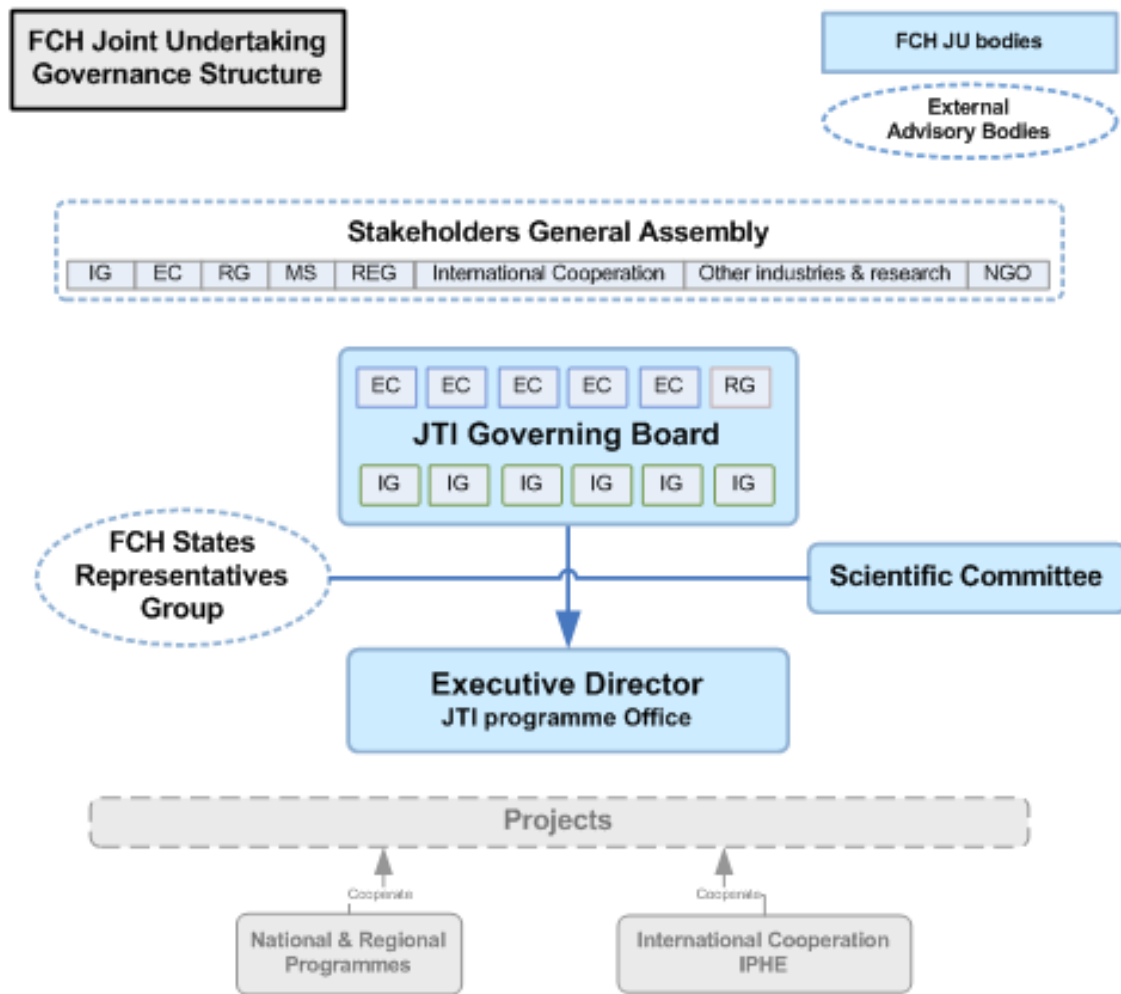 FCH Joint Undertaking
Governance Structure
FCH JU bodies
External
Advisory Bodies
Stakeholders General Assembly
IG EC RG MS REG International Cooperation Other industries & research NGO
EC EC EC EC EC RG
JTI Governing Board
IG IG IG IG IG IG
FCH States
Representatives
Group
Scientific Committee
Executive Director
JTI programme Office
Projects
Cooperate Cooperate
National & Regional
Programmes
International Cooperation
IPHE